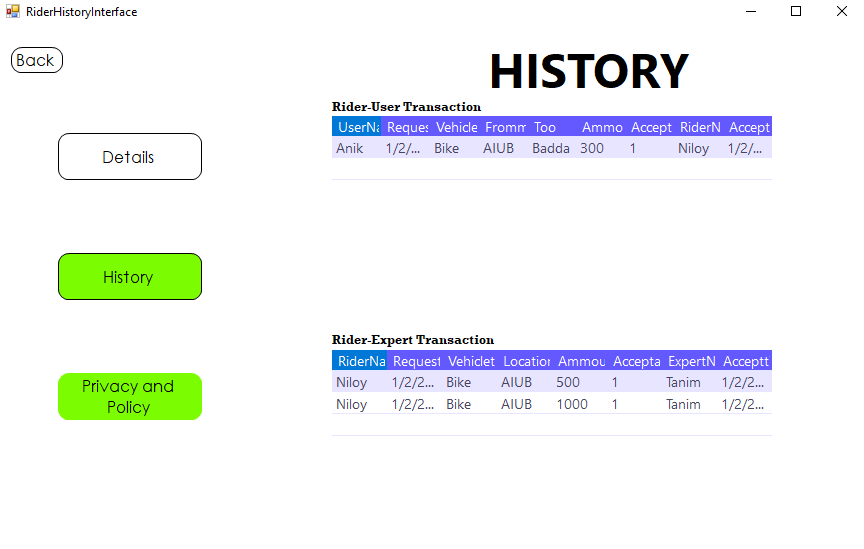 RiderHistoryInterface
Back
HISTORY
Rider-User Transaction
UserNa Reques Vehicle Fromm Too Ammo Accept RiderN Accept
Anik 1/2/... Bike AIUB Badda 300 1 Niloy 1/2/...
Details
History
Rider-Expert Transaction
RiderNa Request Vehiclet Location Ammou Accepta ExpertN Acceptt
Niloy 1/2/2... Bike AIUB 500 1 Tanim 1/2/2...
Niloy 1/2/2... Bike AIUB 1000 1 Tanim 1/2/2...
Privacy and
Policy